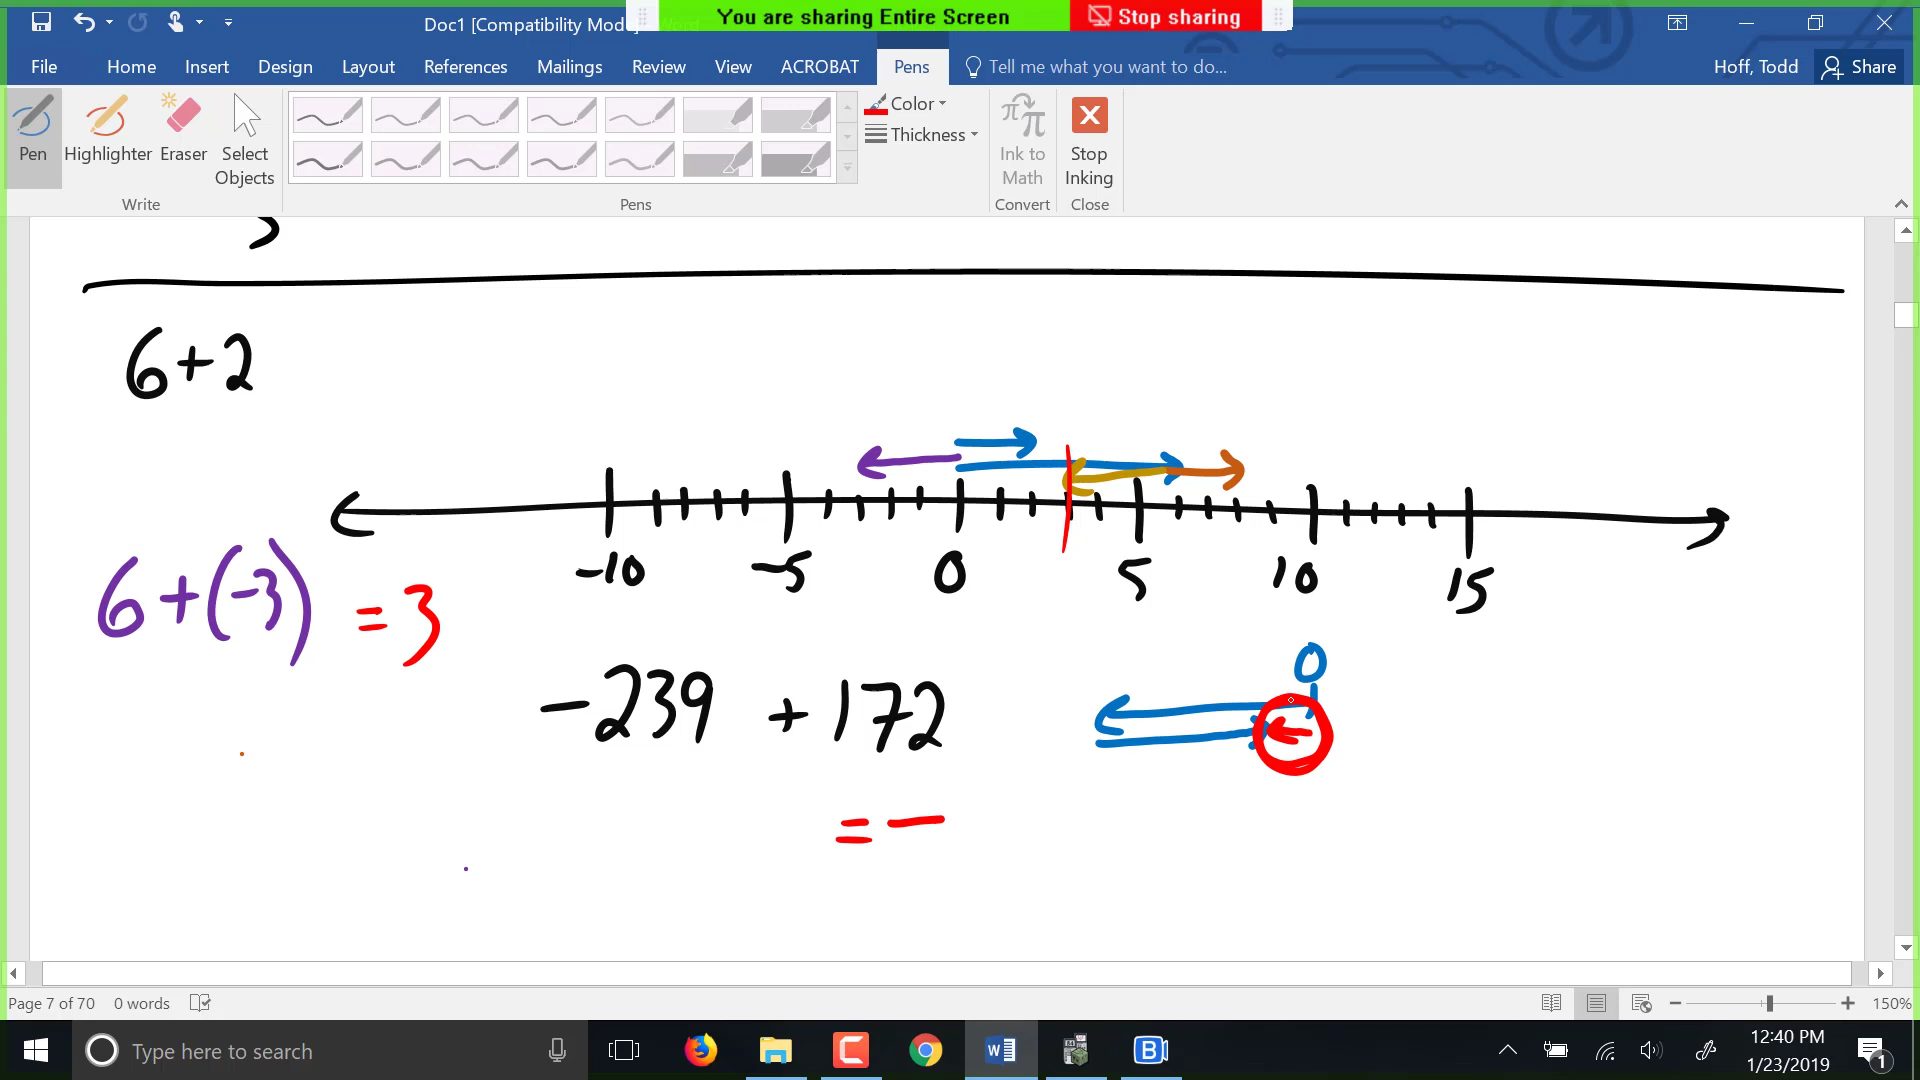 You are sharing Entire Screen Stop sharing
Doc1 [Compatibility Mod
File Home Insert Design Layout References Mailings Review View ACROBAT Pens Tell me what you want to do... Hoff, Todd Share
Pen Highlighter Eraser Select Objects
Color
Thickness
Ink to Math
Stop Inking
Write Pens Convert Close
6+2
-10 -5 0 5 10 15
6+(-3) = 3
-239 + 172
0
= -
Page 7 of 70 0 words 150%
Type here to search
12:40 PM
1/23/2019
1